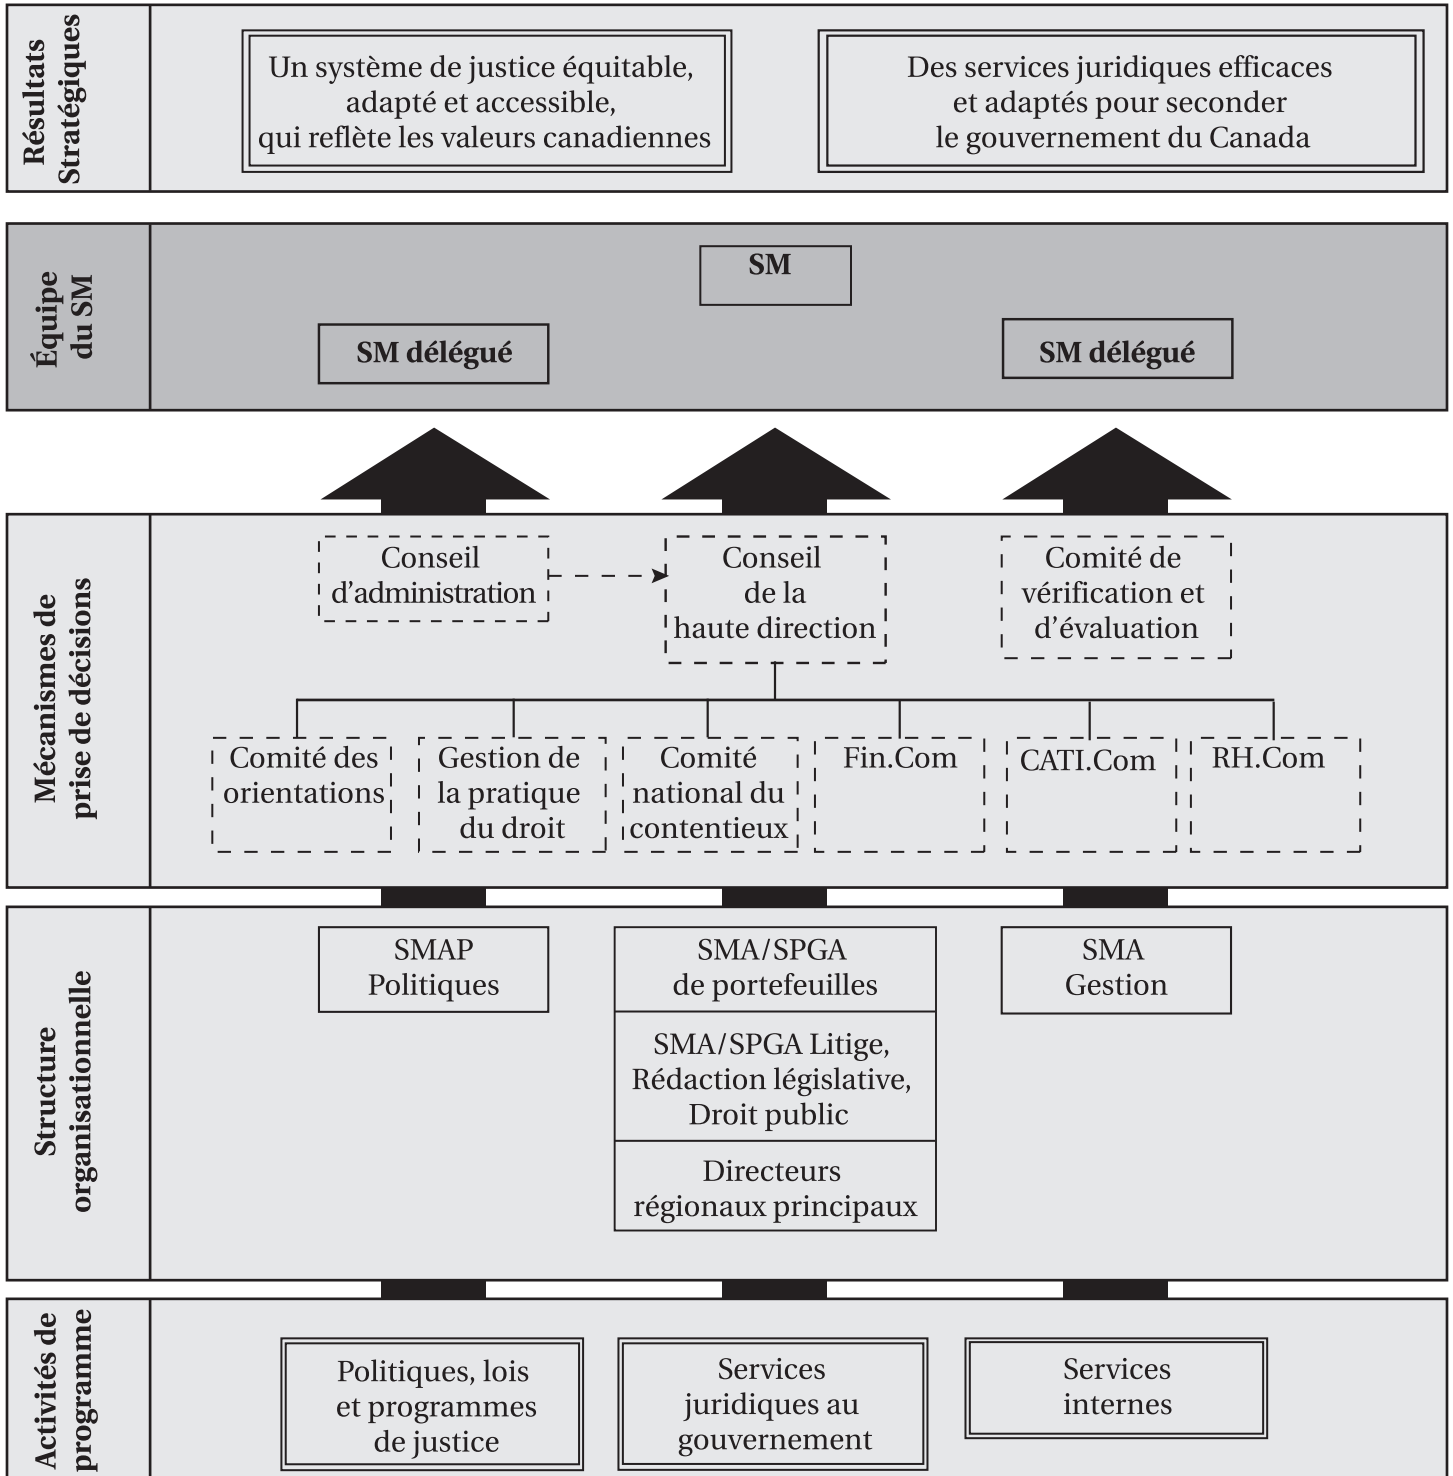 Résultats
Stratégiques
Un système de justice équitable,
adapté et accessible,
qui reflète les valeurs canadiennes
Des services juridiques efficaces
et adaptés pour seconder
le gouvernement du Canada
Équipe
du SM
SM
SM délégué
SM délégué
Mécanismes de
prise de décisions
Conseil
d'administration
Conseil
de la
haute direction
Comité de
vérification et
d'évaluation
Comité des
orientations
Gestion de
la pratique
du droit
Comité
national du
contentieux
Fin.Com
CATI.Com
RH.Com
Structure
organisationnelle
SMAP
Politiques
SMA/SPGA
de portefeuilles
SMA/SPGA Litige,
Rédaction législative,
Droit public
Directeurs
régionaux principaux
SMA
Gestion
Activités de
programme
Politiques, lois
et programmes
de justice
Services
juridiques au
gouvernement
Services
internes